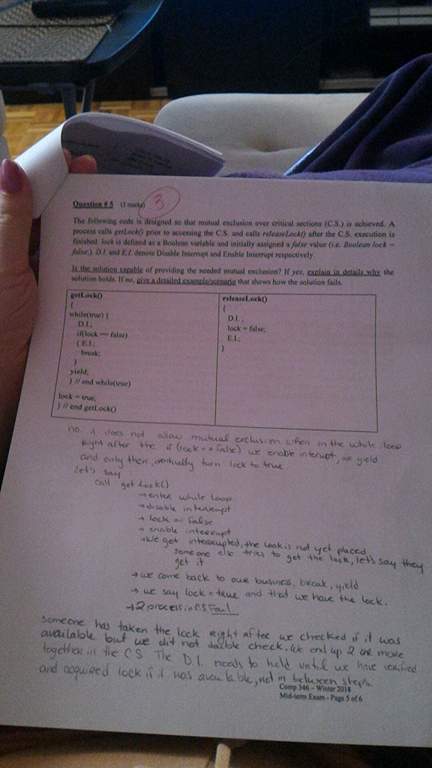 Question # 5 (3 marks) 3
The following code is designed so that mutual exclusion over critical sections (C.S.) is achieved. A
process calls getLock() prior to accessing the C.S. and calls releaseLock() after the C.S. execution is
finished. lock is defined as a Boolean variable and initially assigned a false value (i.e. Boolean lock =
false;). D.I. and E.I. denote Disable Interrupt and Enable Interrupt respectively.
Is the solution capable of providing the needed mutual exclusion? If yes, explain in details why the
solution holds. If no, give a detailed example/scenario that shows how the solution fails.
getLock()
{
while(true) {
D.I.;
if(lock == false)
{ E.I.;
break;
}
yield;
} // end while(true)
lock = true;
} // end getLock()
releaseLock()
{
D.I. ;
lock = false;
E.I.;
}
no. it does not allow mutual exclusion when in the while loop
Right after the if (lock == false) we enable interupt, yield
and only then, eventually turn lock to true
let's say
call getLock()
→ enter while loop
→ disable interrupt
→ lock = False
→ enable interrupt
→ We get interrupted, the lock is not yet placed,
someone else tries to get the lock, let's say they
get it
→ we come back to our business, break, yield
→ we say lock = true and that we have the lock.
→ 2 process in CS Fail
someone has taken the lock right after we checked if it was
available but we did not double check. We end up 2 or more
together in the CS. The D.I. needs to hold until we have verified
and acquired lock if it was available, not in between steps.
Comp 346 – Winter 2014
Mid-term Exam - Page 5 of 6